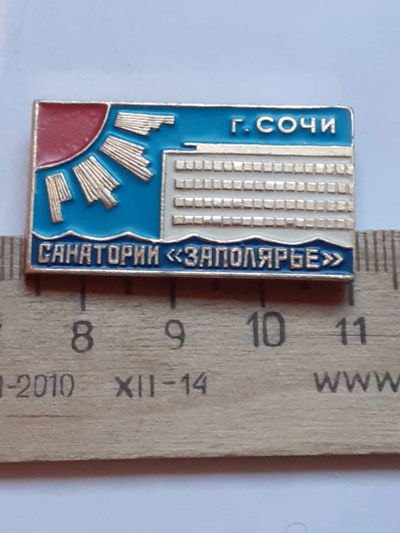 г. СОЧИ
САНАТОРИЙ «ЗАПОЛЯРЬЕ»
8 9 10 11
-2010 XII-14 www